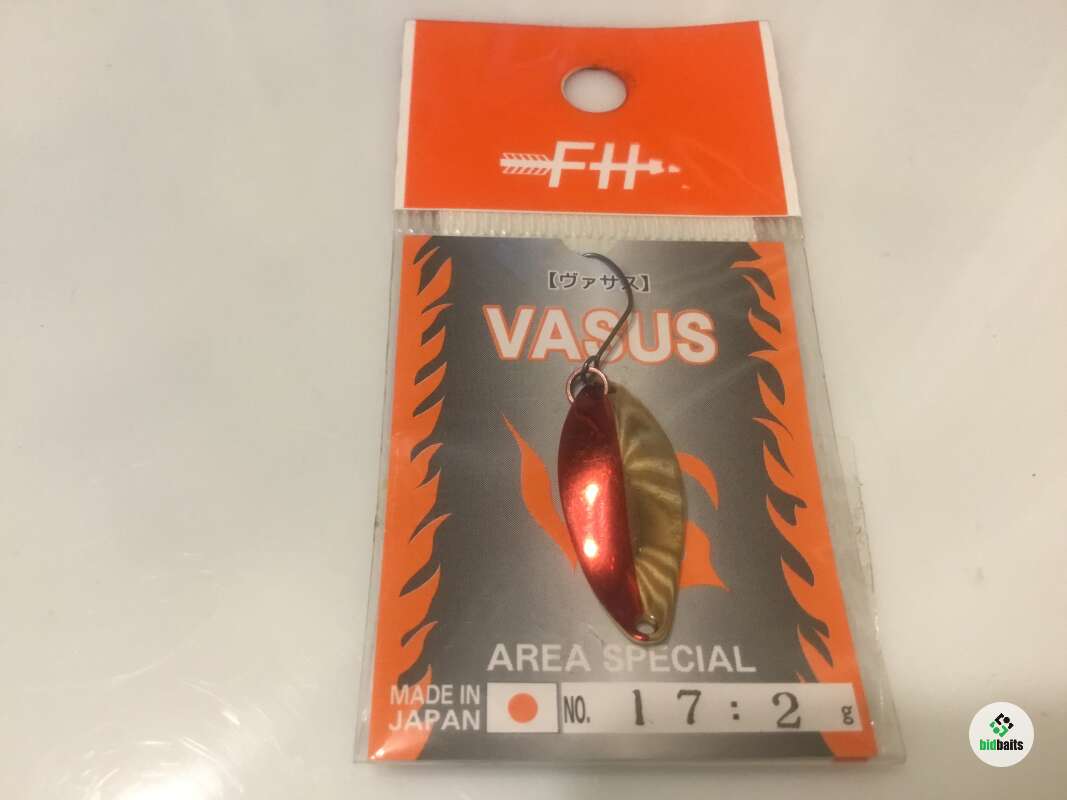 FH
【ヴァサス】
VASUS
AREA SPECIAL
MADE IN
JAPAN
NO. 17 : 2 g
bidbaits